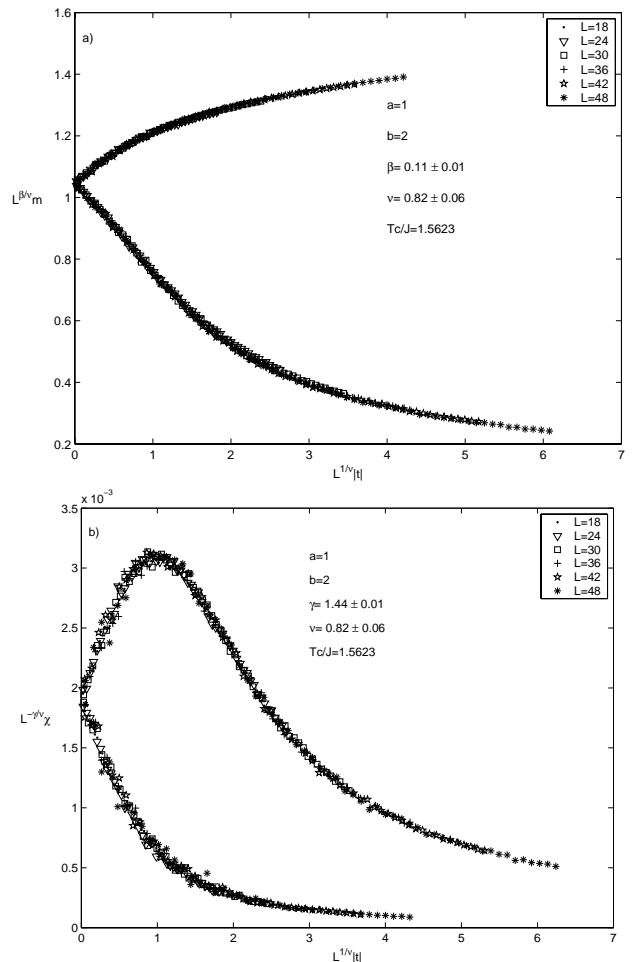 a)
L=18
L=24
L=30
L=36
L=42
L=48
1.6
1.4
1.2
1
0.8
0.6
0.4
0.2
L^{β/ν}m
a=1
b=2
β= 0.11 ± 0.01
ν= 0.82 ± 0.06
Tc/J=1.5623
0 1 2 3 4 5 6 7
L^{1/ν}|t|
x 10^{-3}
b)
L=18
L=24
L=30
L=36
L=42
L=48
3.5
3
2.5
2
1.5
1
0.5
0
L^{-γ/ν}χ
a=1
b=2
γ= 1.44 ± 0.01
ν= 0.82 ± 0.06
Tc/J=1.5623
0 1 2 3 4 5 6 7
L^{1/ν}|t|